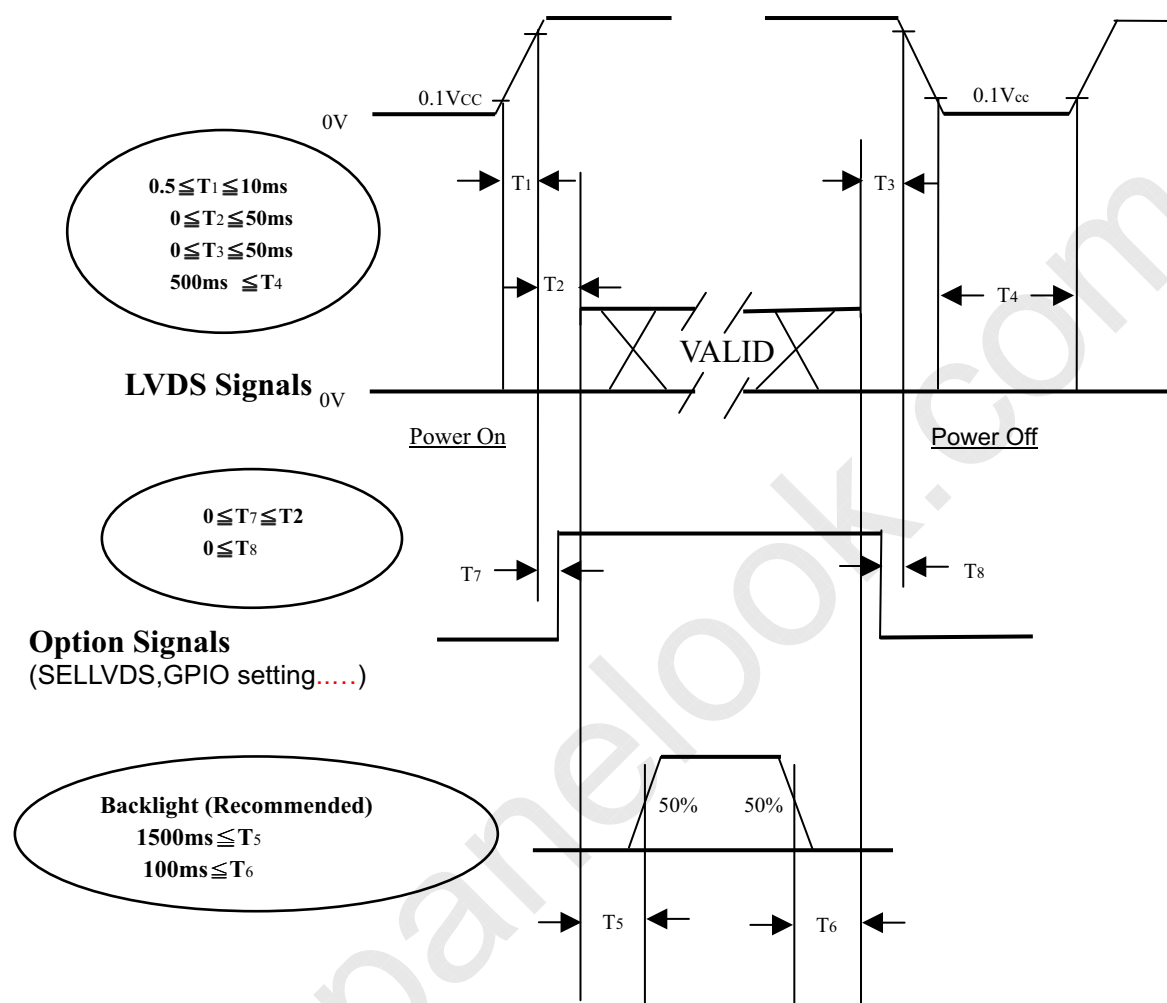 0.1VCC
0.1Vcc
0V
0.5≦T1≦10ms
0≦T2≦50ms
0≦T3≦50ms
500ms ≦T4
T1
T3
T2
T4
VALID
LVDS Signals
0V
Power On
Power Off
0≦T7≦T2
0≦T8
T7
T8
Option Signals
(SELLVDS,GPIO setting.....)
Backlight (Recommended)
1500ms≦T5
100ms≦T6
50%
50%
T5
T6
panelook.com